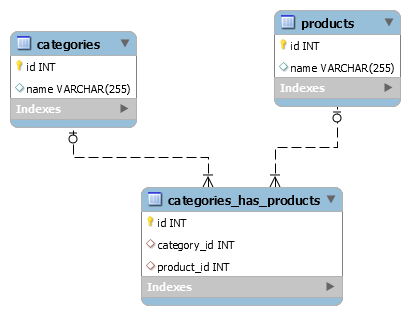 categories
id INT
name VARCHAR(255)
Indexes
products
id INT
name VARCHAR(255)
Indexes
categories_has_products
id INT
category_id INT
product_id INT
Indexes